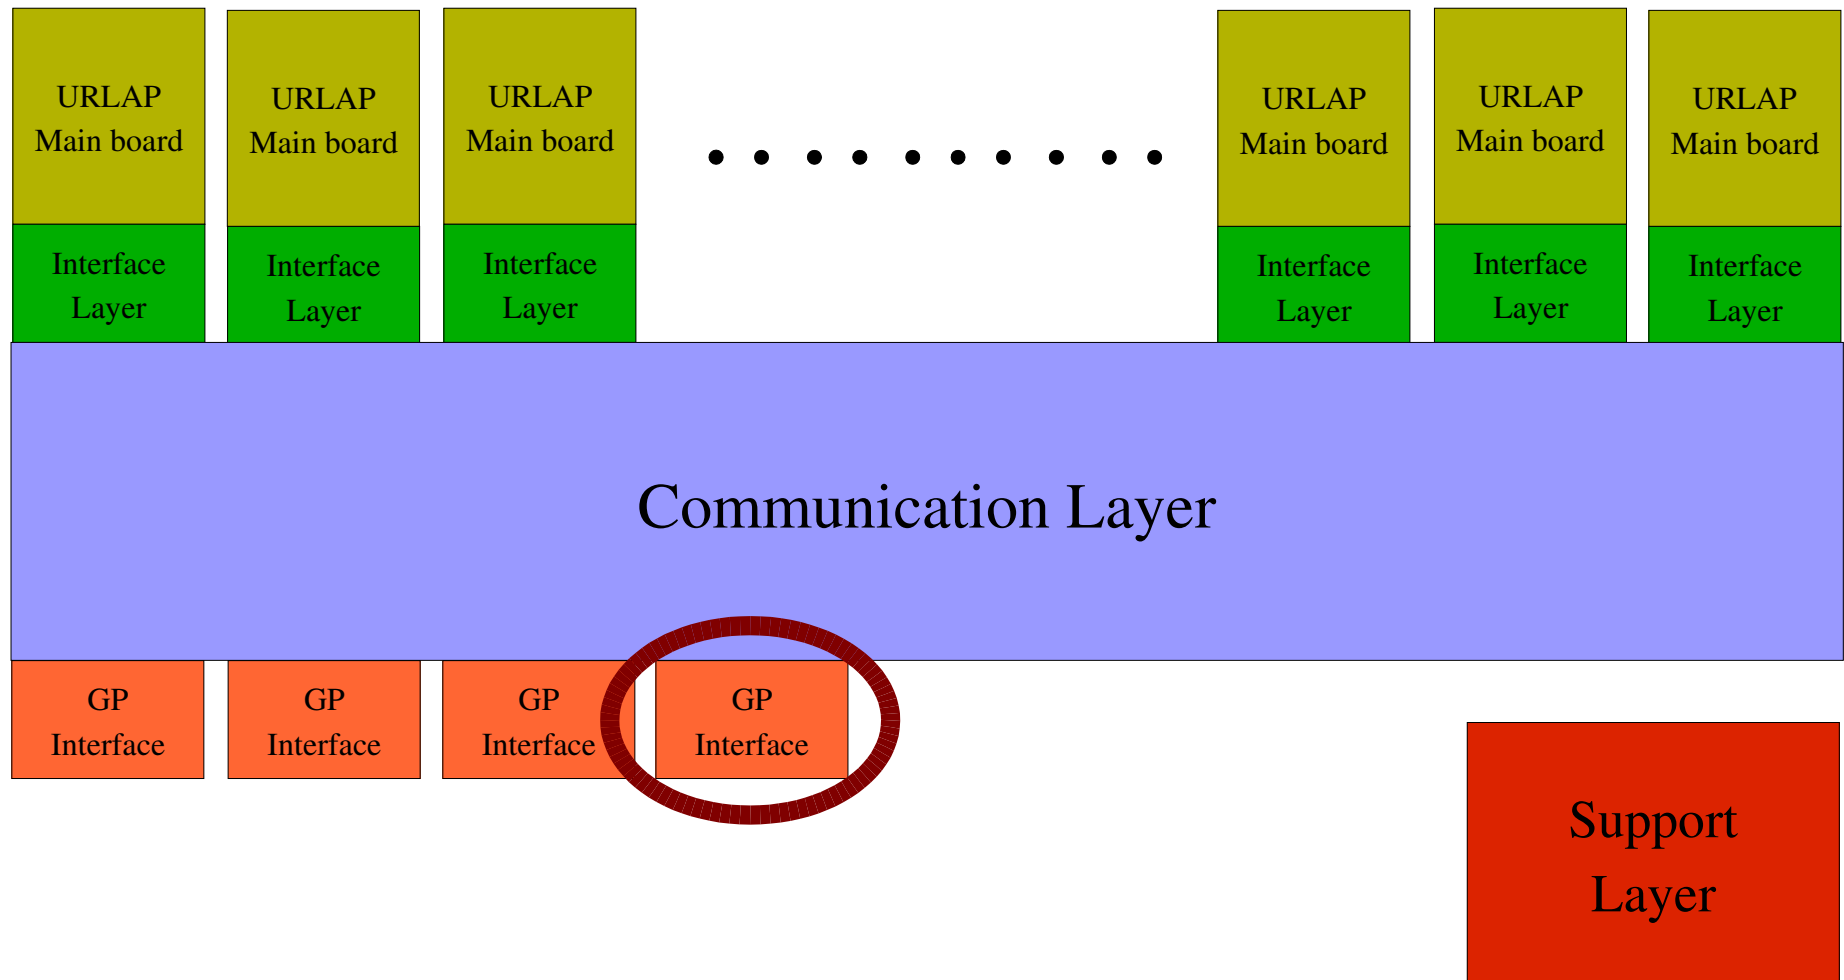 URLAP
Main board
URLAP
Main board
URLAP
Main board
URLAP
Main board
URLAP
Main board
URLAP
Main board
Interface
Layer
Interface
Layer
Interface
Layer
Interface
Layer
Interface
Layer
Interface
Layer
Communication Layer
GP
Interface
GP
Interface
GP
Interface
GP
Interface
Support
Layer